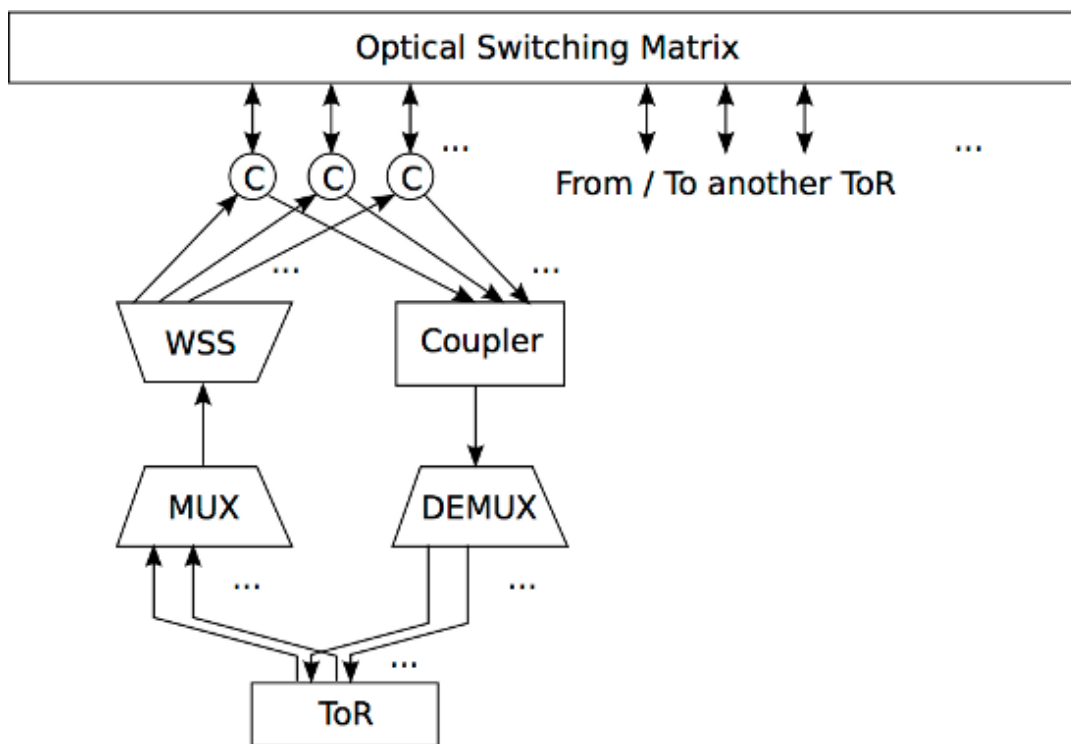 Optical Switching Matrix
...
...
C C C
From / To another ToR
...
...
WSS
Coupler
MUX
DEMUX
...
...
...
ToR